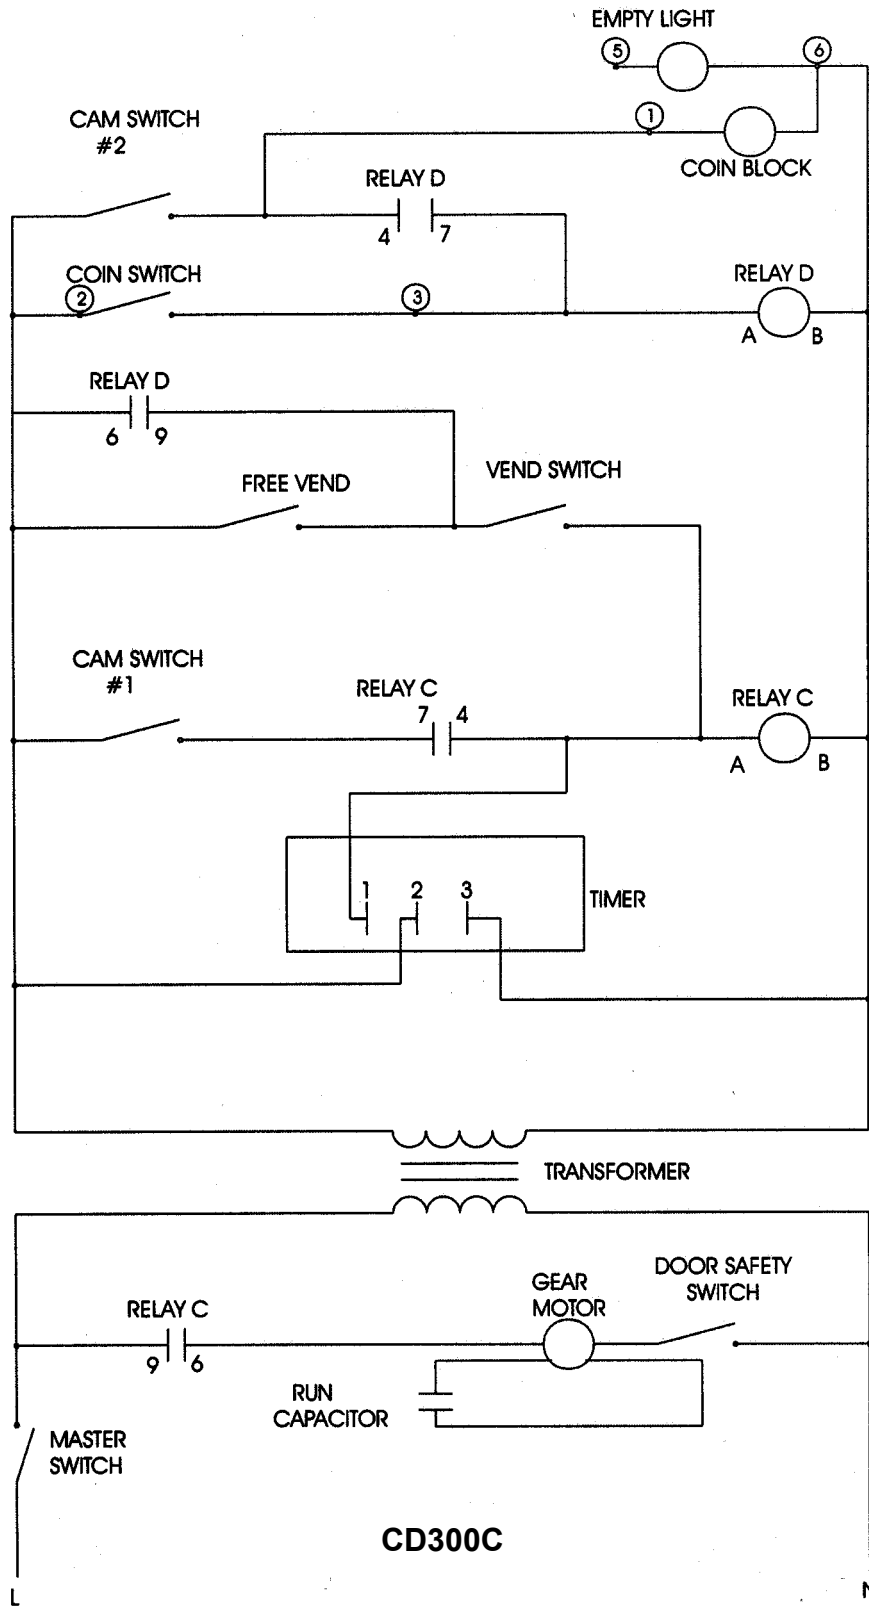 EMPTY LIGHT
5
6
CAM SWITCH
#2
1
COIN BLOCK
RELAY D
4 7
COIN SWITCH
2
3
RELAY D
A B
RELAY D
6 9
FREE VEND
VEND SWITCH
CAM SWITCH
#1
RELAY C
7 4
RELAY C
A B
1 2 3
TIMER
TRANSFORMER
DOOR SAFETY
SWITCH
GEAR
MOTOR
RELAY C
9 6
RUN
CAPACITOR
MASTER
SWITCH
CD300C
L
N